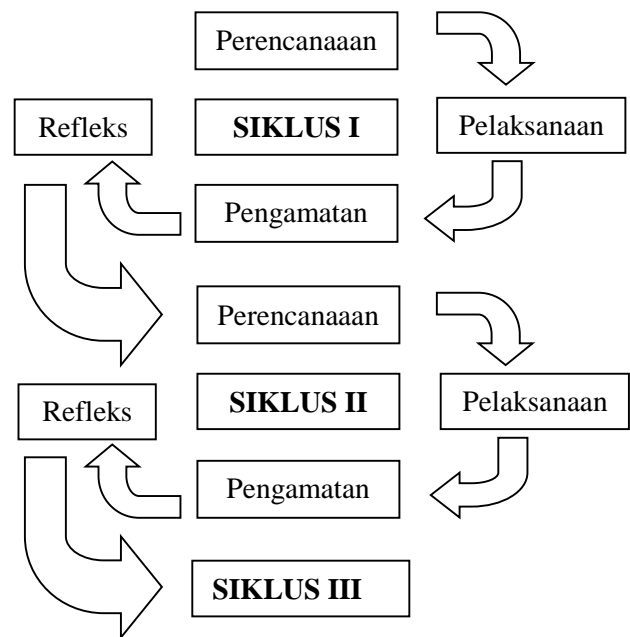 Perencanaaan
Refleks
SIKLUS I
Pelaksanaan
Pengamatan
Perencanaaan
Refleks
SIKLUS II
Pelaksanaan
Pengamatan
SIKLUS III